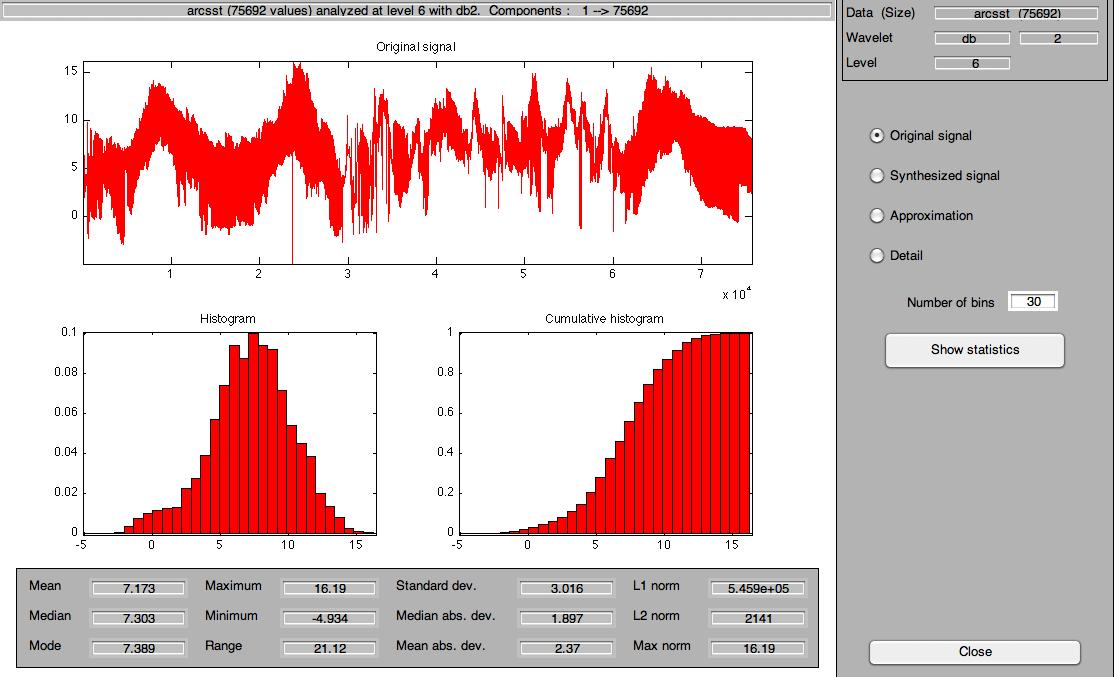 arcsst (75692 values) analyzed at level 6 with db2. Components : 1 --> 75692
Data (Size) arcsst (75692)
Wavelet db 2
Level 6
Original signal
15
10
5
0
1 2 3 4 5 6 7
x 10^4
Original signal
Synthesized signal
Approximation
Detail
Number of bins 30
Show statistics
Histogram
0.1
0.08
0.06
0.04
0.02
0
-5 0 5 10 15
Cumulative histogram
1
0.8
0.6
0.4
0.2
0
-5 0 5 10 15
Mean 7.173 Maximum 16.19 Standard dev. 3.016 L1 norm 5.459e+05
Median 7.303 Minimum -4.934 Median abs. dev. 1.897 L2 norm 2141
Mode 7.389 Range 21.12 Mean abs. dev. 2.37 Max norm 16.19
Close